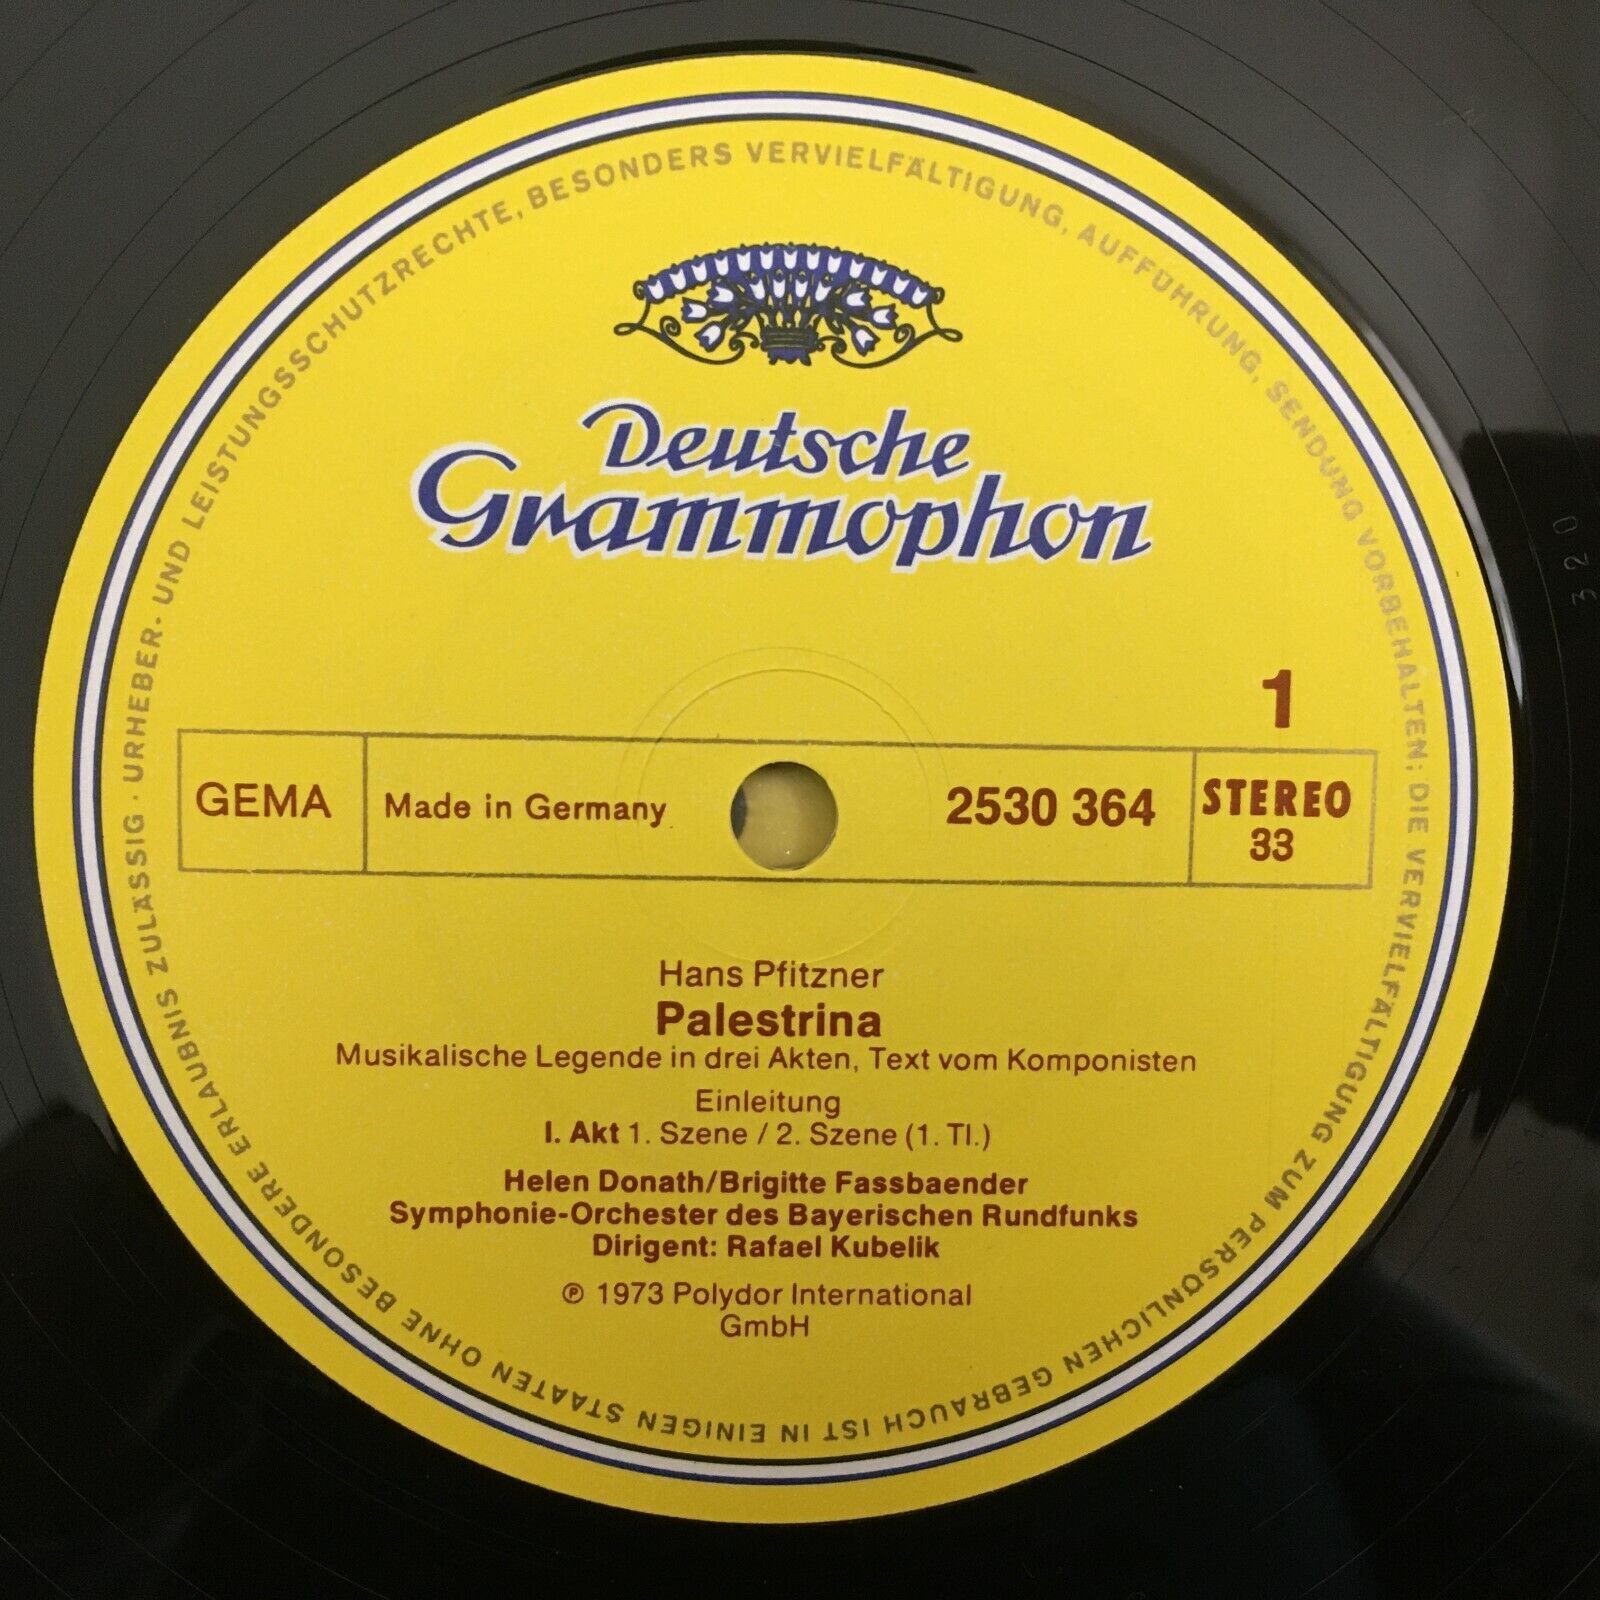 URHEBER- UND LEISTUNGSSCHUTZRECHTE, BESONDERS VERVIELFÄLTIGUNG, AUFFÜHRUNG, SENDUNG VORBEHALTEN; DIE VERVIELFÄLTIGUNG ZUM PERSÖNLICHEN GEBRAUCH IST IN EINIGEN STAATEN OHNE BESONDERE ERLAUBNIS ZULÄSSIG ·
Deutsche
Grammophon
320
1
GEMA
Made in Germany
2530 364
STEREO
33
Hans Pfitzner
Palestrina
Musikalische Legende in drei Akten, Text vom Komponisten
Einleitung
I. Akt 1. Szene / 2. Szene (1. Tl.)
Helen Donath/Brigitte Fassbaender
Symphonie-Orchester des Bayerischen Rundfunks
Dirigent: Rafael Kubelik
℗ 1973 Polydor International
GmbH